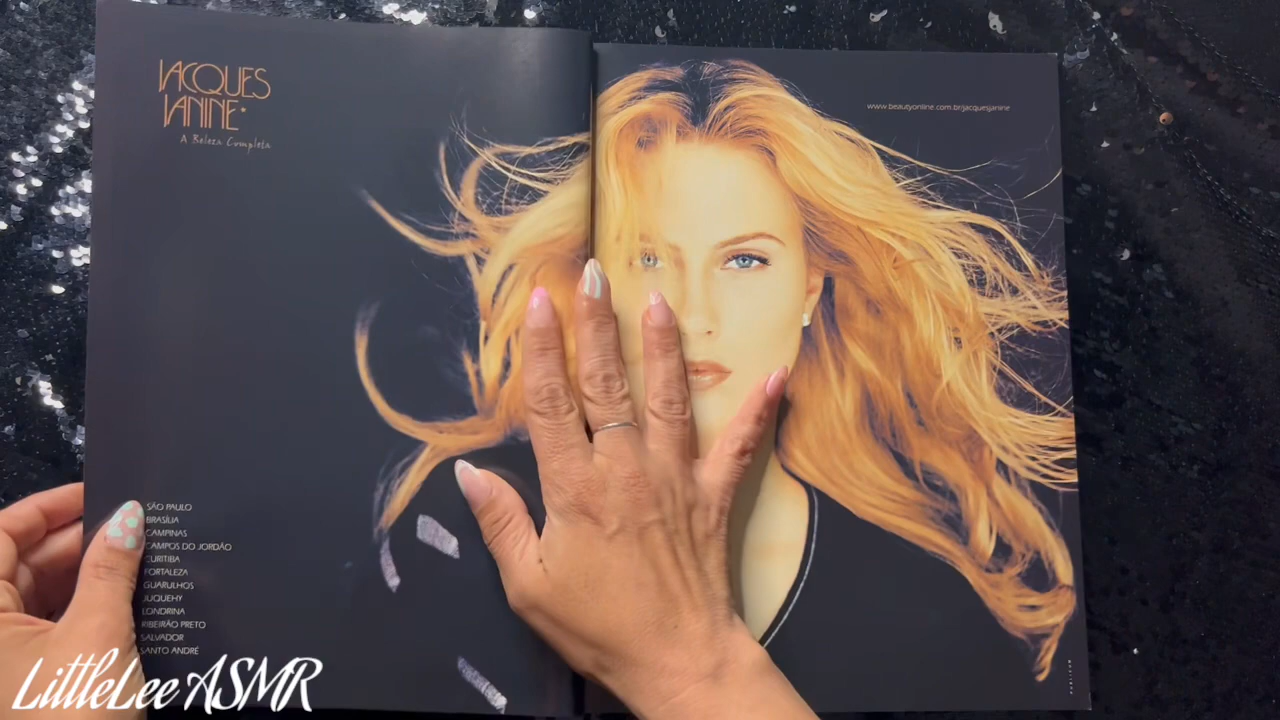 JACQUES
JANINE
A Beleza Completa
www.beautyonline.com.br/jacquesjanine
SÃO PAULO
BRASÍLIA
CAMPINAS
CAMPOS DO JORDÃO
CURITIBA
FORTALEZA
GUARULHOS
JUQUEHY
LONDRINA
RIBEIRÃO PRETO
SALVADOR
SANTO ANDRÉ
LittleLee ASMR